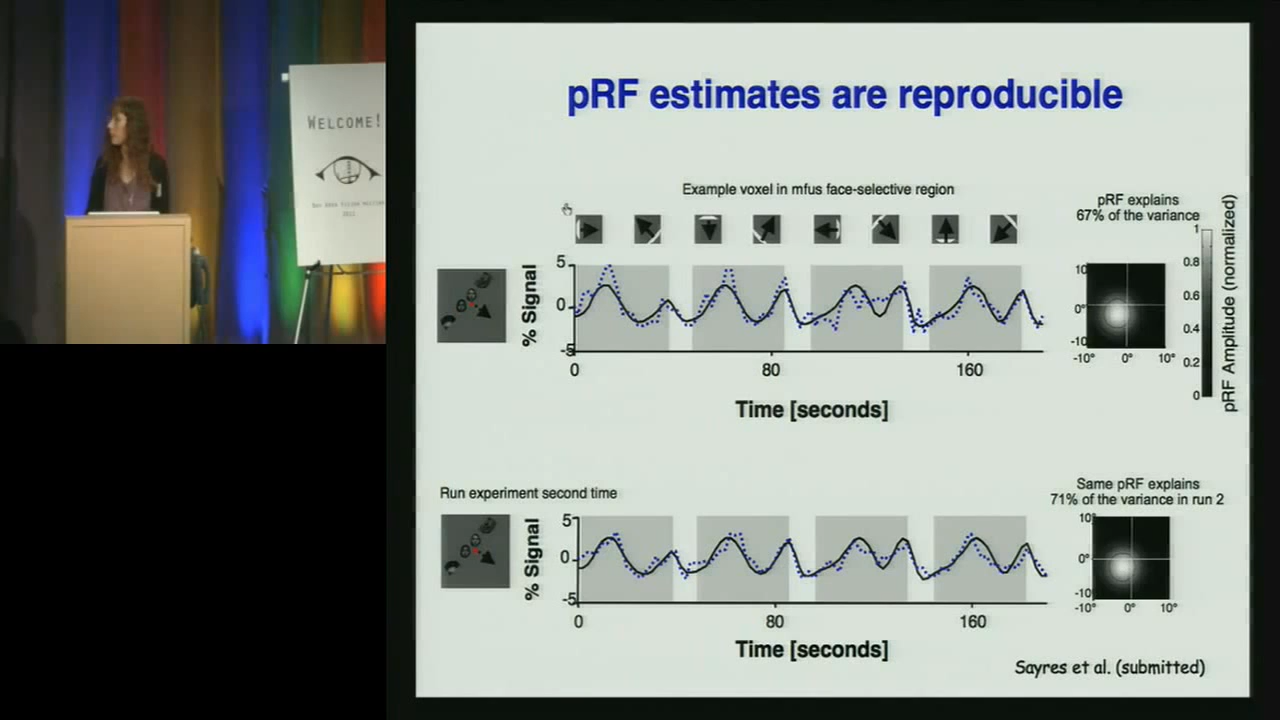 WELCOME!
2011
pRF estimates are reproducible
Example voxel in mfus face-selective region
pRF explains
67% of the variance
% Signal
5
0
-5
0
80
160
Time [seconds]
10
0°
-10
-10°
0°
10°
1
0.8
0.6
0.4
0.2
0
pRF Amplitude (normalized)
Run experiment second time
Same pRF explains
71% of the variance in run 2
% Signal
5
0
-5
0
80
160
Time [seconds]
10°
0°
-10
-10°
0°
10°
Sayres et al. (submitted)